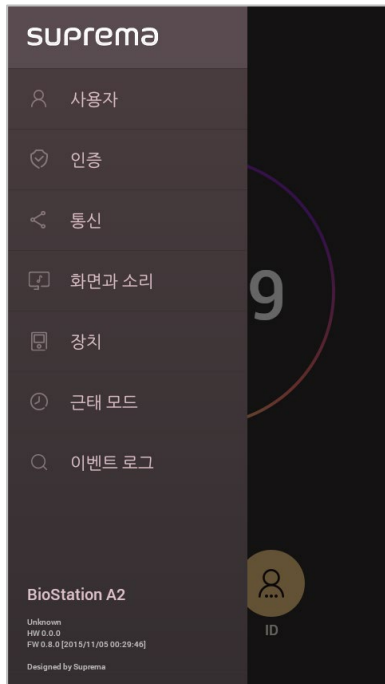 suprema
사용자
인증
통신
화면과 소리
9
장치
근태 모드
이벤트 로그
BioStation A2
Unknown
HW 0.0.0
FW 0.8.0 [2015/11/05 00:29:46]
ID
Designed by Suprema